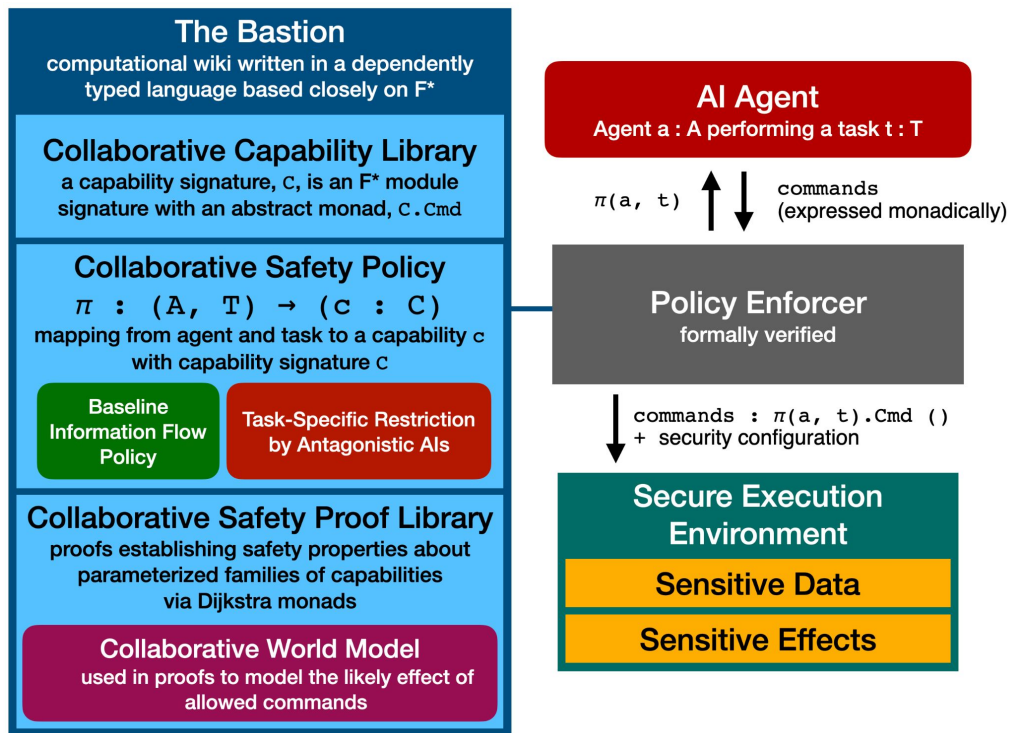 The Bastion
computational wiki written in a dependently
typed language based closely on F*
Collaborative Capability Library
a capability signature, C, is an F* module
signature with an abstract monad, C.Cmd
Collaborative Safety Policy
π : (A, T) → (c : C)
mapping from agent and task to a capability c
with capability signature C
Baseline
Information Flow
Policy
Task-Specific Restriction
by Antagonistic AIs
Collaborative Safety Proof Library
proofs establishing safety properties about
parameterized families of capabilities
via Dijkstra monads
Collaborative World Model
used in proofs to model the likely effect of
allowed commands
AI Agent
Agent a : A performing a task t : T
π(a, t)
commands
(expressed monadically)
Policy Enforcer
formally verified
commands : π(a, t).Cmd ()
+ security configuration
Secure Execution
Environment
Sensitive Data
Sensitive Effects